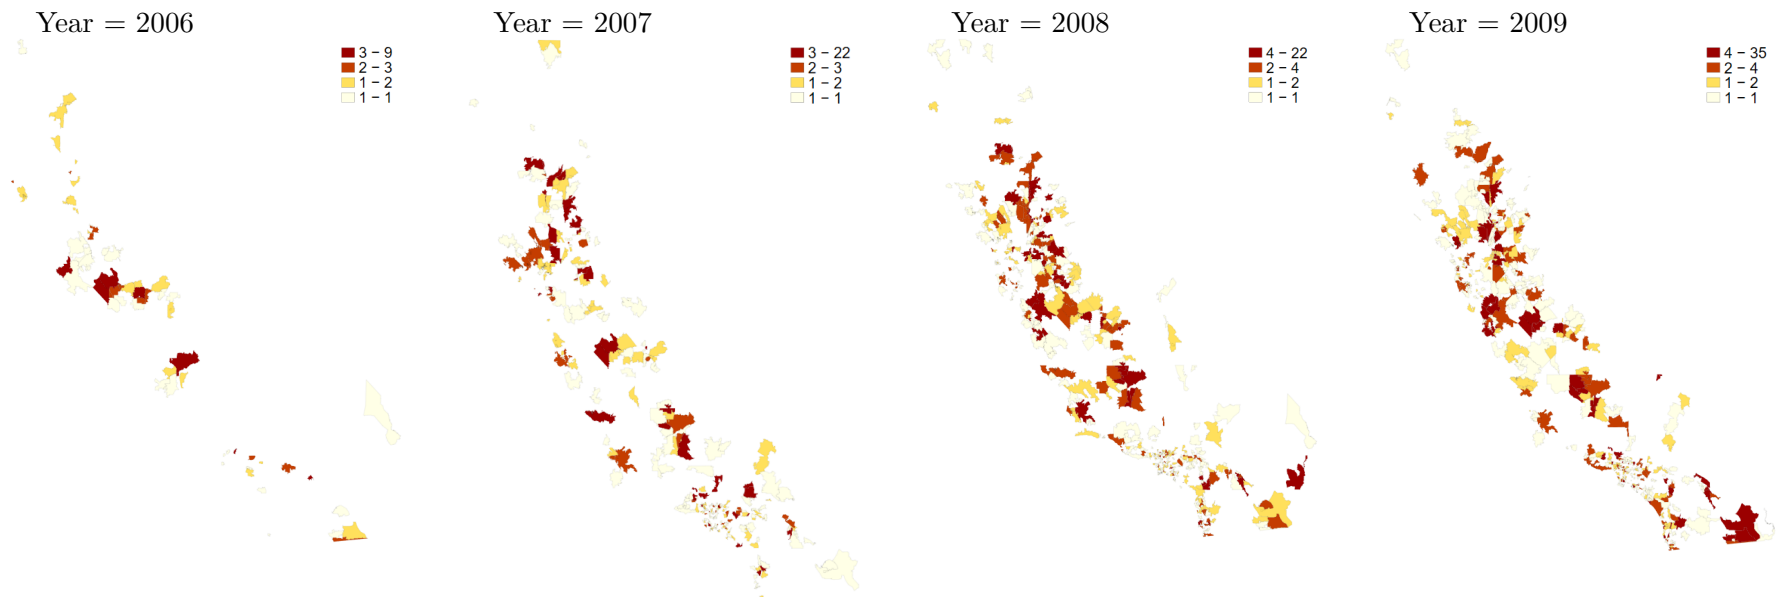 Year = 2006
3 − 9
2 − 3
1 − 2
1 − 1
Year = 2007
3 − 22
2 − 3
1 − 2
1 − 1
Year = 2008
4 − 22
2 − 4
1 − 2
1 − 1
Year = 2009
4 − 35
2 − 4
1 − 2
1 − 1